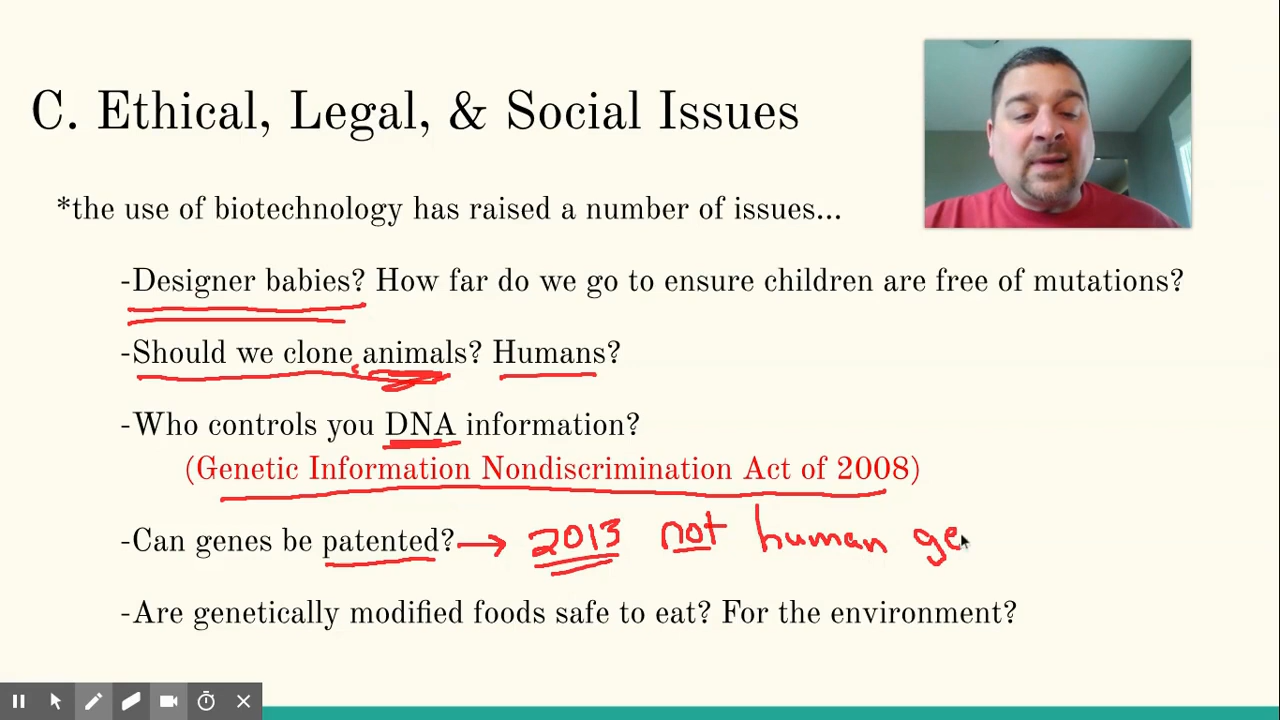 C. Ethical, Legal, & Social Issues
*the use of biotechnology has raised a number of issues...
-Designer babies? How far do we go to ensure children are free of mutations?
-Should we clone animals? Humans?
-Who controls you DNA information?
(Genetic Information Nondiscrimination Act of 2008)
-Can genes be patented? → 2013 not human ge
-Are genetically modified foods safe to eat? For the environment?